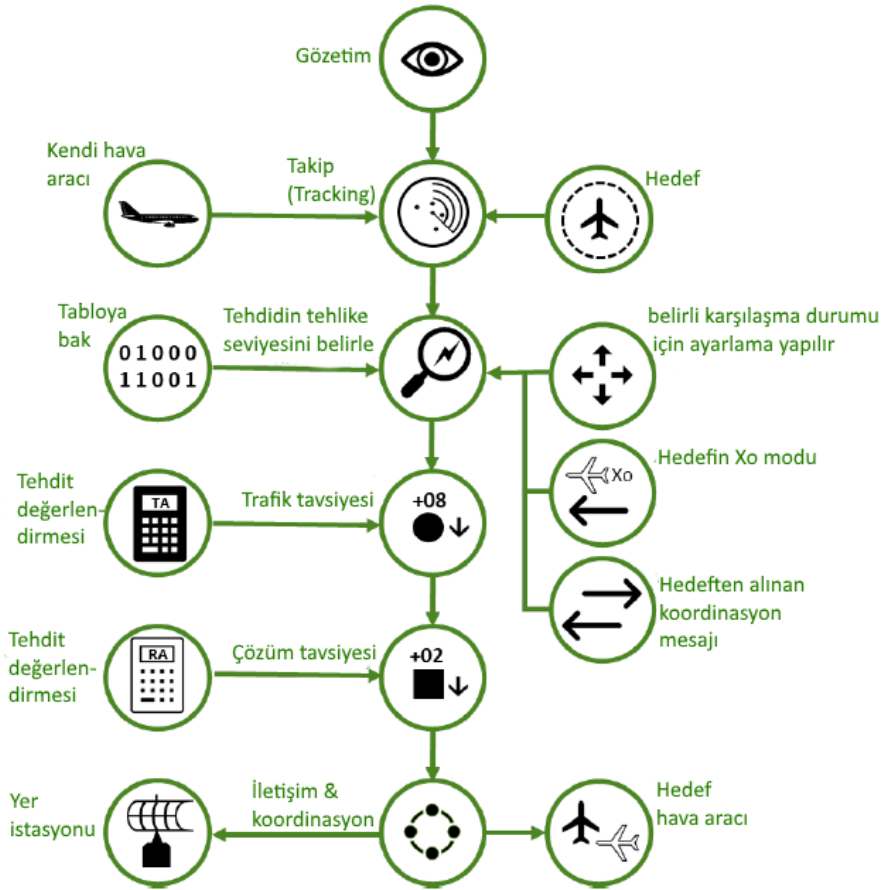 Gözetim
Kendi hava
aracı
Takip
(Tracking)
Hedef
Tabloya
bak
01000
11001
Tehdidin tehlike
seviyesini belirle
belirli karşılaşma durumu
için ayarlama yapılır
Hedefin Xo modu
Xo
Tehdit
değerlen-
dirmesi
TA
Trafik tavsiyesi
+08
Hedeften alınan
koordinasyon
mesajı
Tehdit
değerlen-
dirmesi
RA
Çözüm tavsiyesi
+02
Yer
istasyonu
İletişim &
koordinasyon
Hedef
hava aracı